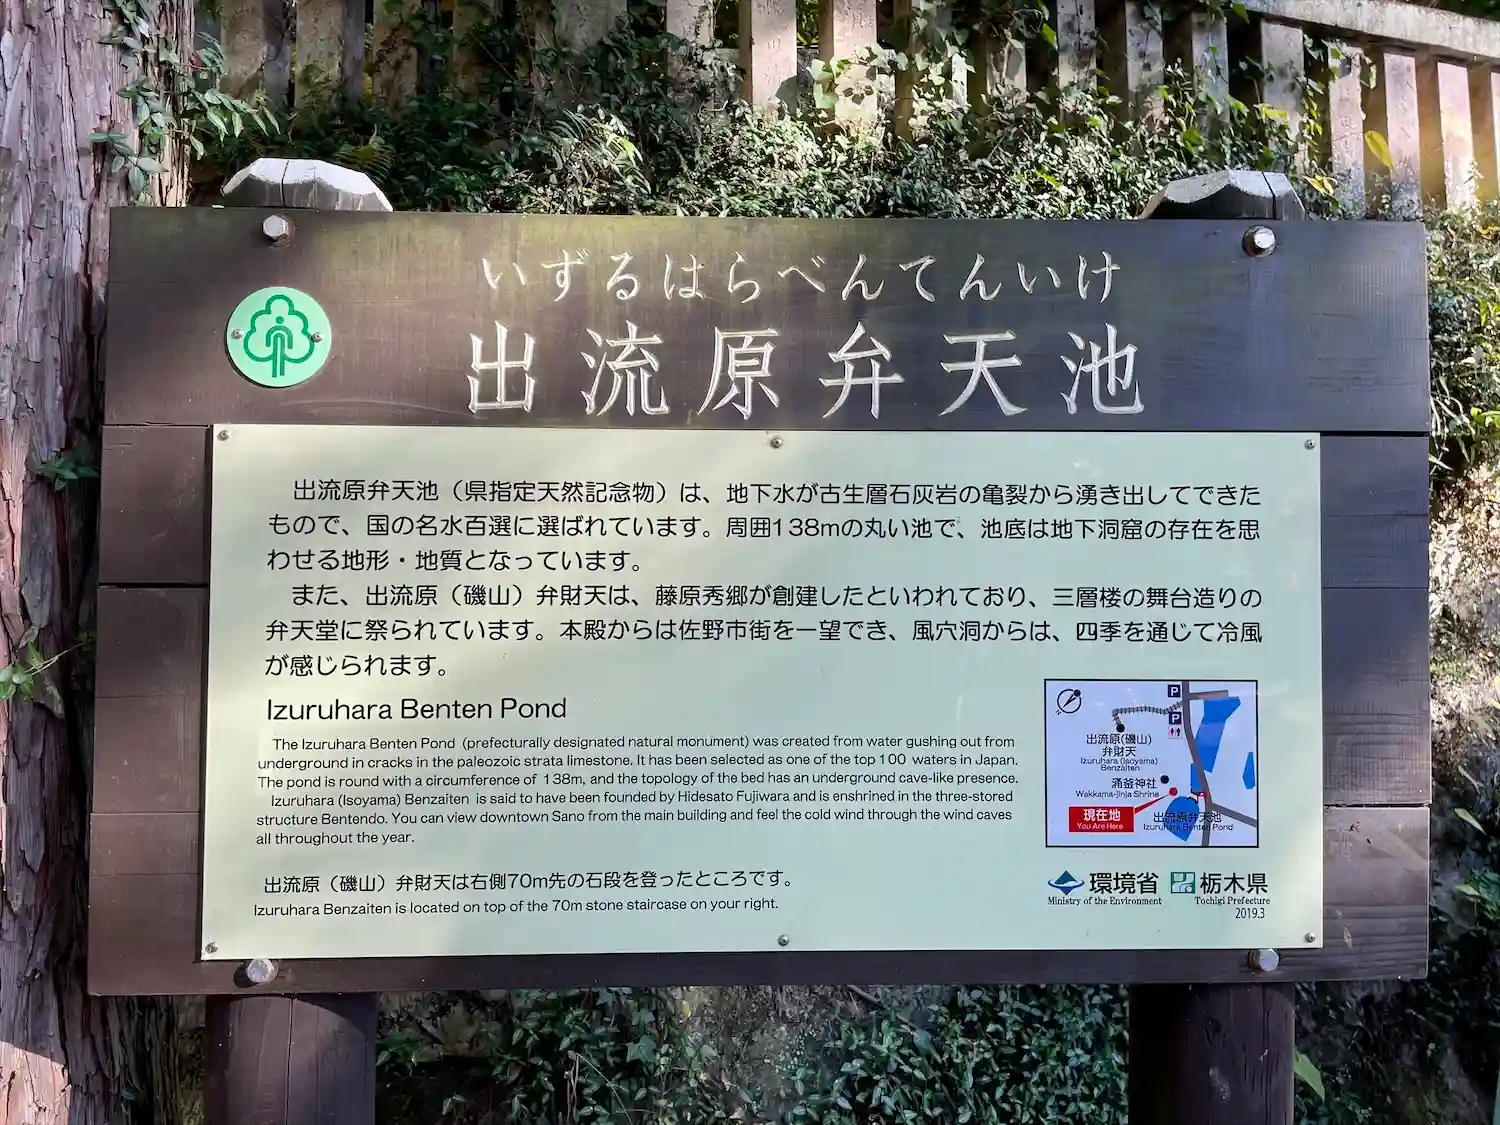 いずるはらべんてんいけ
出流原弁天池
出流原弁天池（県指定天然記念物）は、地下水が古生層石灰岩の亀裂から湧き出してできた
もので、国の名水百選に選ばれています。周囲138mの丸い池で、池底は地下洞窟の存在を思
わせる地形・地質となっています。
また、出流原（磯山）弁財天は、藤原秀郷が創建したといわれており、三層楼の舞台造りの
弁天堂に祭られています。本殿からは佐野市街を一望でき、風穴洞からは、四季を通じて冷風
が感じられます。
Izuruhara Benten Pond
The Izuruhara Benten Pond (prefecturally designated natural monument) was created from water gushing out from
underground in cracks in the paleozoic strata limestone. It has been selected as one of the top 100 waters in Japan.
The pond is round with a circumference of 138m, and the topology of the bed has an underground cave-like presence.
Izuruhara (Isoyama) Benzaiten is said to have been founded by Hidesato Fujiwara and is enshrined in the three-stored
structure Bentendo. You can view downtown Sano from the main building and feel the cold wind through the wind caves
all throughout the year.
出流原（磯山）弁財天は右側70m先の石段を登ったところです。
Izuruhara Benzaiten is located on top of the 70m stone staircase on your right.
P
P
出流原(磯山)
弁財天
Izuruhara (Isoyama)
Benzaiten
涌釜神社
Wakkama-jinja Shrine
現在地
You Are Here
出流原弁天池
Izuruhara Benten Pond
環境省
Ministry of the Environment
栃木県
Tochigi Prefecture
2019.3